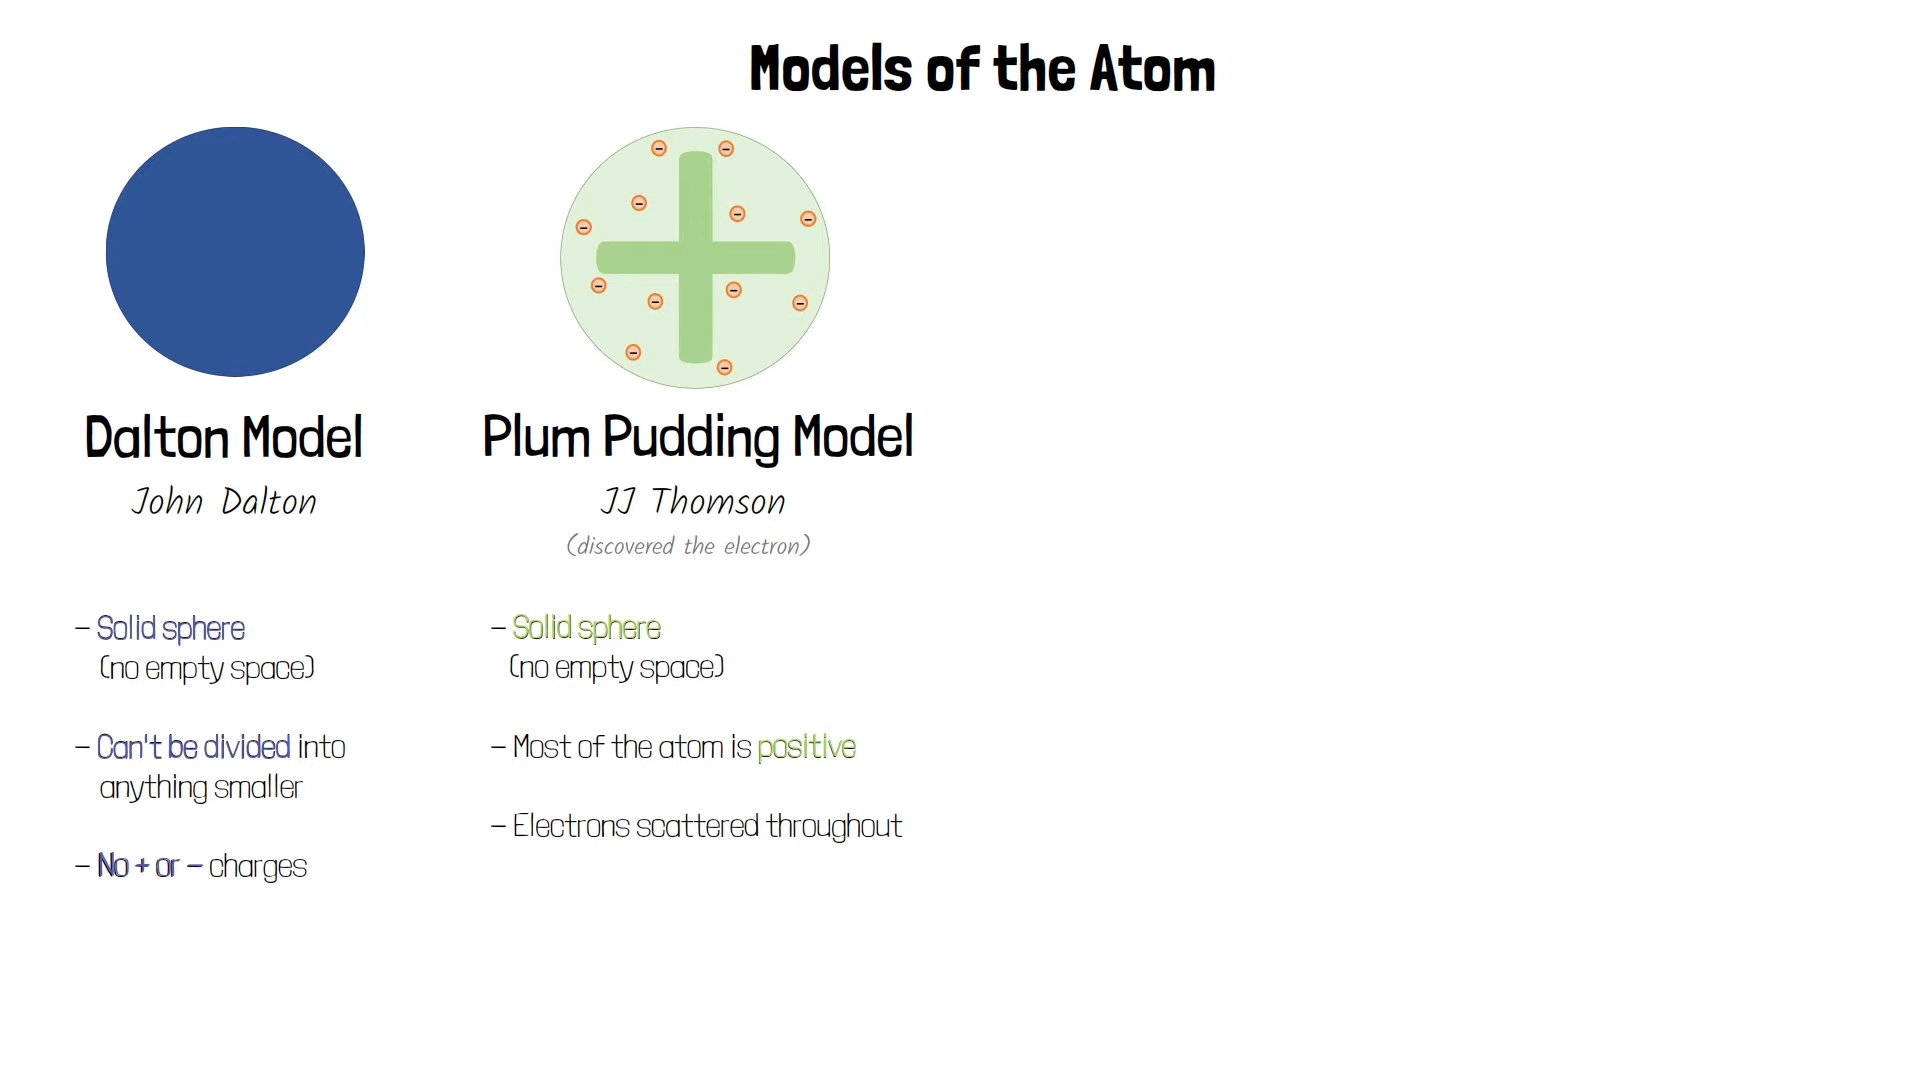 Models of the Atom
Dalton Model
John Dalton
– Solid sphere
(no empty space)
– Can't be divided into
anything smaller
– No + or – charges
Plum Pudding Model
JJ Thomson
(discovered the electron)
– Solid sphere
(no empty space)
– Most of the atom is positive
– Electrons scattered throughout